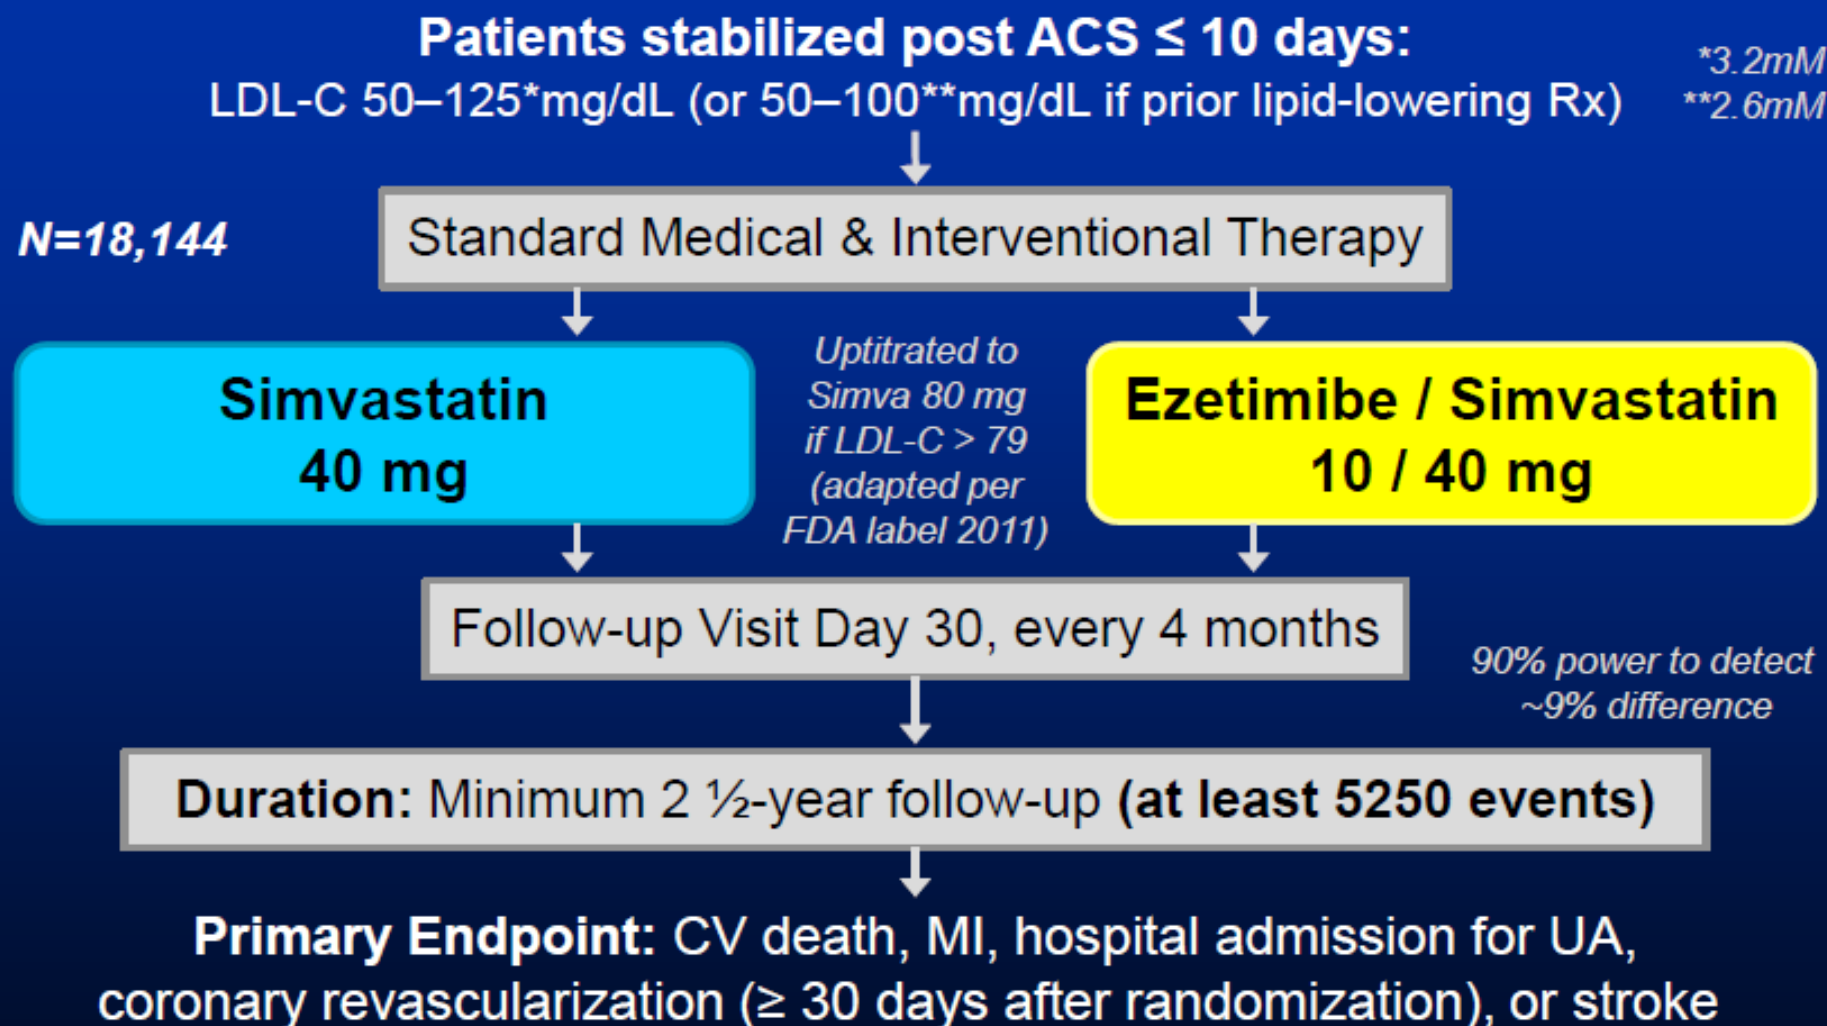 Patients stabilized post ACS ≤ 10 days:
*3.2mM
LDL-C 50–125*mg/dL (or 50–100**mg/dL if prior lipid-lowering Rx)
**2.6mM
N=18,144
Standard Medical & Interventional Therapy
Simvastatin
40 mg
Uptitrated to
Simva 80 mg
if LDL-C > 79
(adapted per
FDA label 2011)
Ezetimibe / Simvastatin
10 / 40 mg
Follow-up Visit Day 30, every 4 months
90% power to detect
~9% difference
Duration: Minimum 2 ½-year follow-up (at least 5250 events)
Primary Endpoint: CV death, MI, hospital admission for UA,
coronary revascularization (≥ 30 days after randomization), or stroke